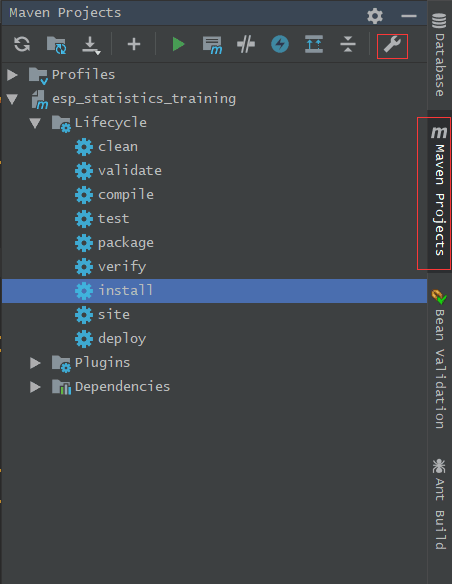 Maven Projects
Profiles
esp_statistics_training
Lifecycle
clean
validate
compile
test
package
verify
install
site
deploy
Plugins
Dependencies
Database
m Maven Projects
Bean Validation
Ant Build